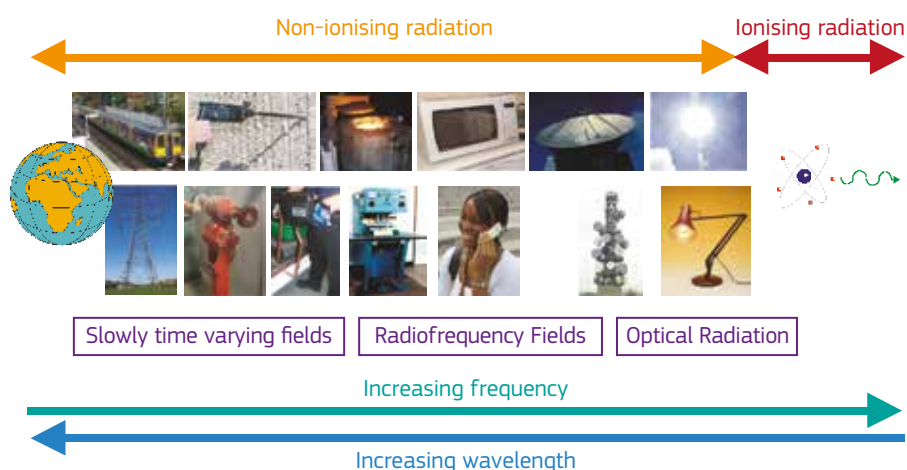 Non-ionising radiation
Ionising radiation
Slowly time varying fields
Radiofrequency Fields
Optical Radiation
Increasing frequency
Increasing wavelength